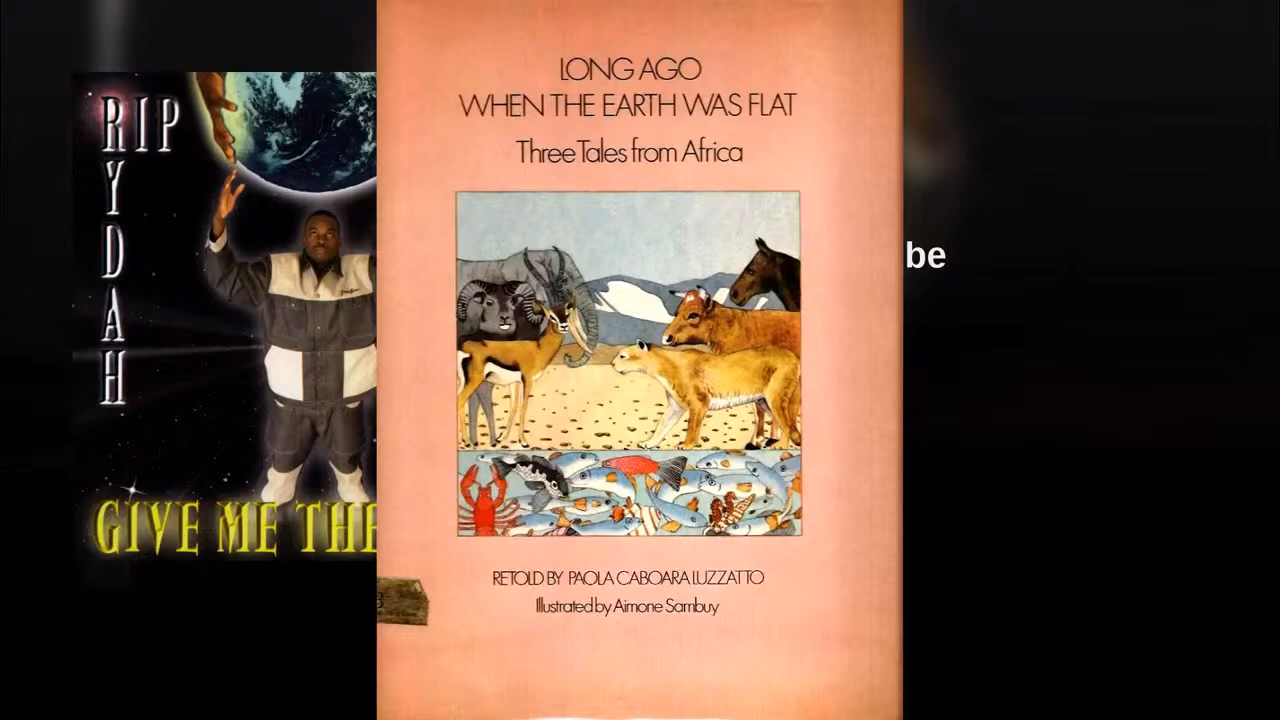 RIP
RYDAH
GIVE ME THE
LONG AGO
WHEN THE EARTH WAS FLAT
Three Tales from Africa
RETOLD BY PAOLA CABOARA LUZZATTO
Illustrated by Aimone Sambuy
be